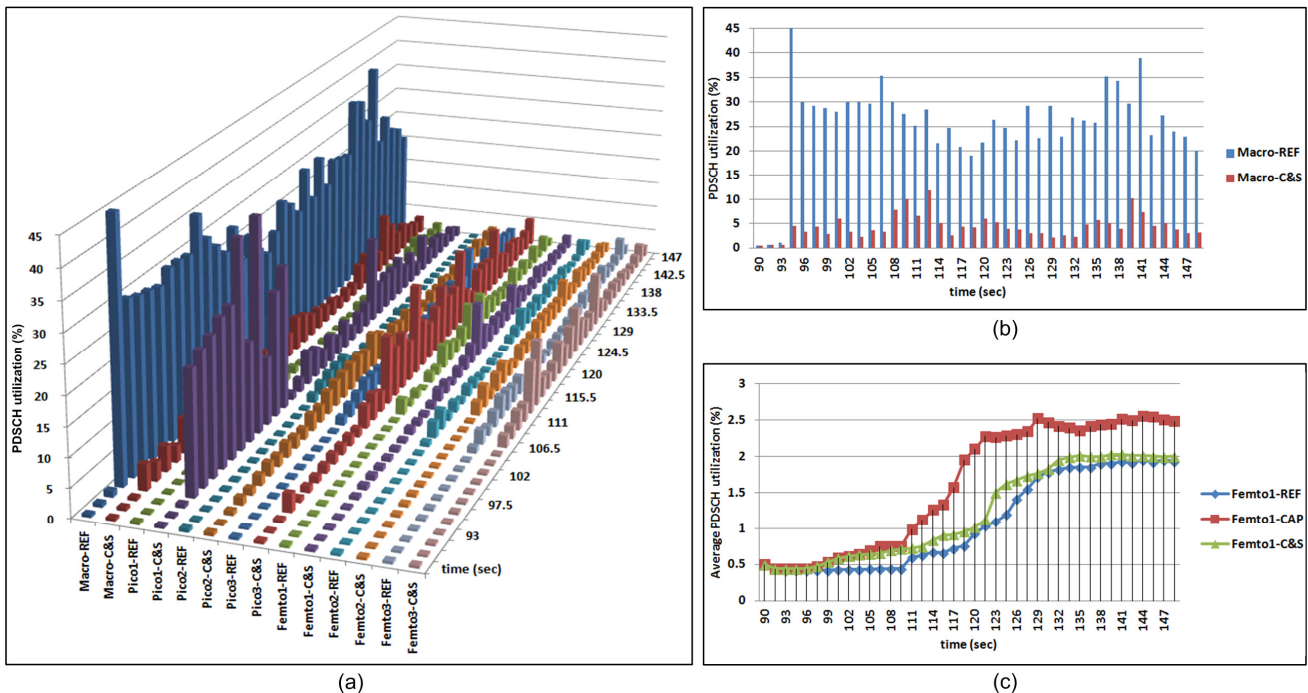 45
40
35
30
25
20
15
10
5
0
PDSCH utilization (%)
Macro-REF
Macro-C&S
Pico1-REF
Pico1-C&S
Pico2-REF
Pico2-C&S
Pico3-REF
Pico3-C&S
Femto1-REF
Femto1-C&S
Femto2-REF
Femto2-C&S
Femto3-REF
Femto3-C&S
147
142.5
138
133.5
129
124.5
120
115.5
111
106.5
102
97.5
93
time (sec)
(a)
PDSCH utilization (%)
45
40
35
30
25
20
15
10
5
0
90 93 96 99 102 105 108 111 114 117 120 123 126 129 132 135 138 141 144 147
time (sec)
Macro-REF
Macro-C&S
(b)
Average PDSCH utilization (%)
3
2.5
2
1.5
1
0.5
0
90 93 96 99 102 105 108 111 114 117 120 123 126 129 132 135 138 141 144 147
time (sec)
Femto1-REF
Femto1-CAP
Femto1-C&S
(c)